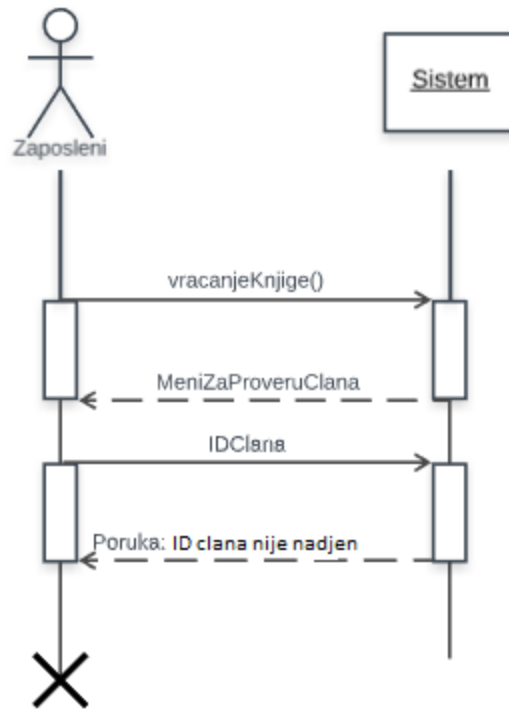 Zaposleni
Sistem
vracanjeKnjige()
MeniZaProveruClana
IDClana
Poruka: ID clana nije nadjen